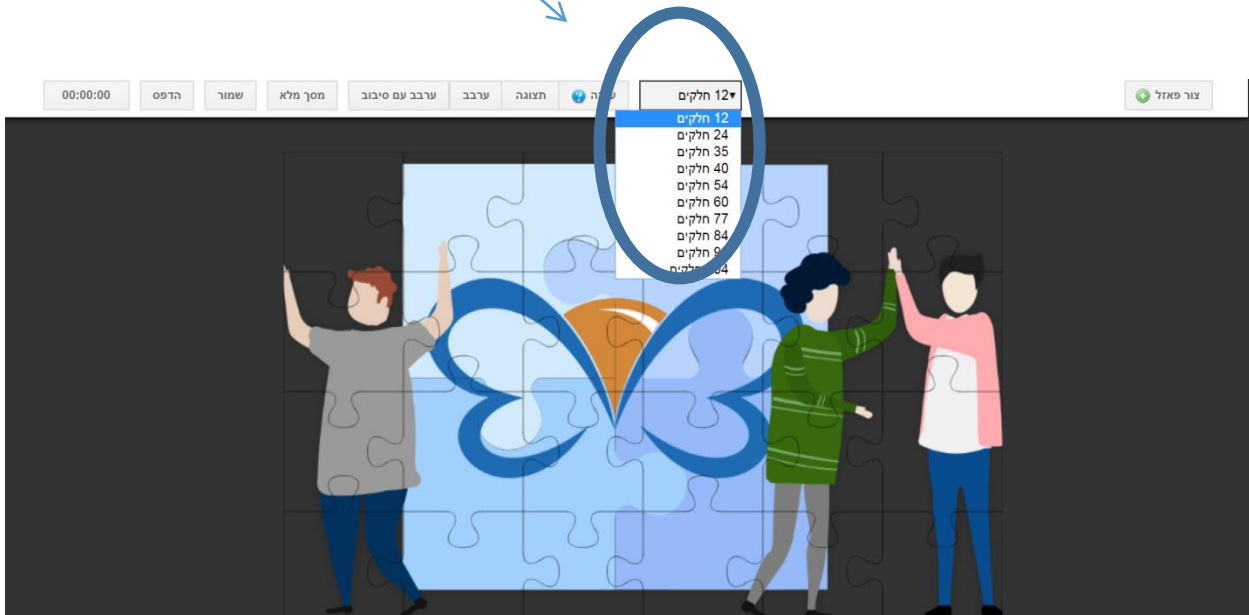 צור פאזל
12 חלקים
תצוגה
ערבב
ערבב עם סיבוב
מסך מלא
שמור
הדפס
00:00:00
12 חלקים
24 חלקים
35 חלקים
40 חלקים
54 חלקים
60 חלקים
77 חלקים
84 חלקים
חלקים